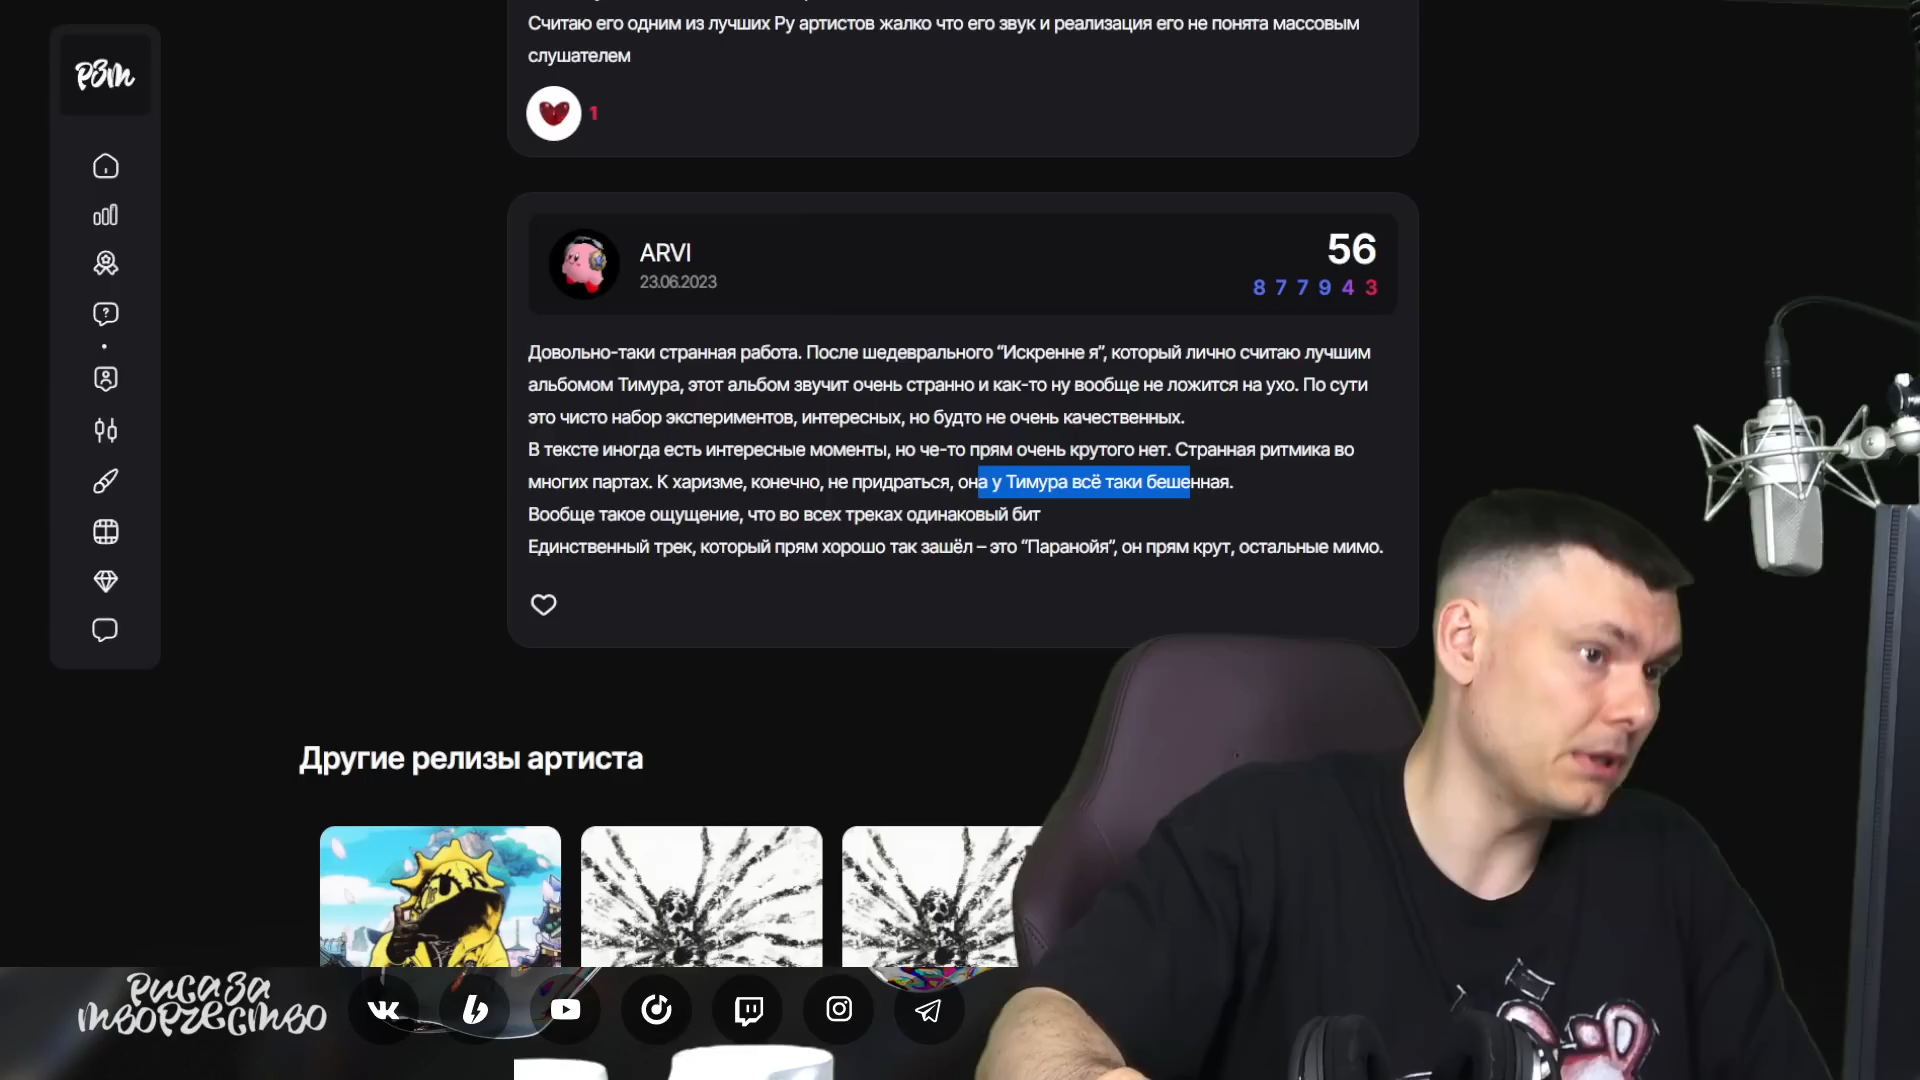 Считаю его одним из лучших Ру артистов жалко что его звук и реализация его не понята массовым
слушателем
1
РЗТ
ARVI
23.06.2023
56
8 7 7 9 4 3
Довольно-таки странная работа. После шедеврального “Искренне я”, который лично считаю лучшим
альбомом Тимура, этот альбом звучит очень странно и как-то ну вообще не ложится на ухо. По сути
это чисто набор экспериментов, интересных, но будто не очень качественных.
В тексте иногда есть интересные моменты, но че-то прям очень крутого нет. Странная ритмика во
многих партах. К харизме, конечно, не придраться, она у Тимура всё таки бешенная.
Вообще такое ощущение, что во всех треках одинаковый бит
Единственный трек, который прям хорошо так зашёл – это “Паранойя”, он прям крут, остальные мимо.
Другие релизы артиста
Риса за
творчество